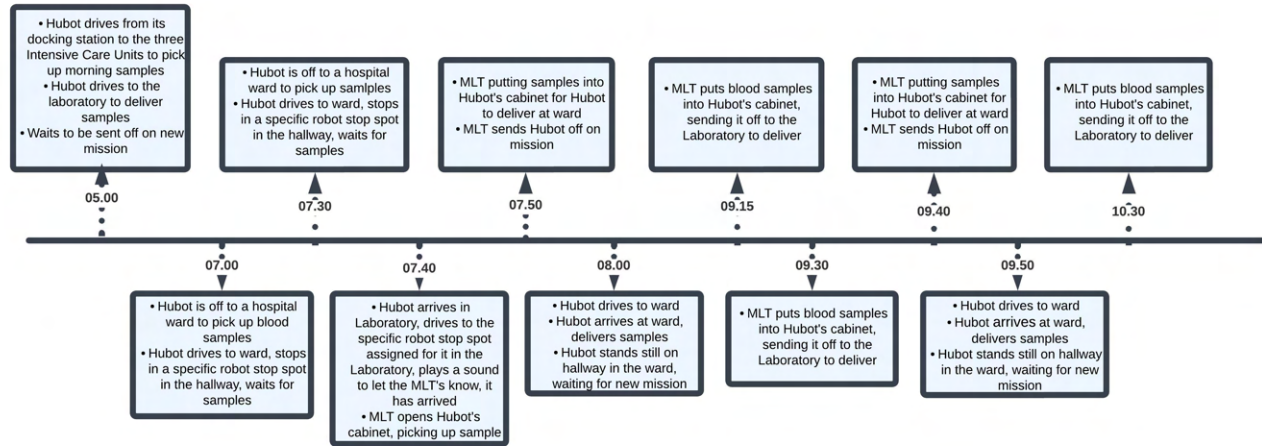 • Hubot drives from its
docking station to the three
Intensive Care Units to pick
up morning samples
• Hubot drives to the
laboratory to deliver
samples
• Waits to be sent off on new
mission
• Hubot is off to a hospital
ward to pick up samlples
• Hubot drives to ward, stops
in a specific robot stop spot
in the hallway, waits for
samples
• MLT putting samples into
Hubot's cabinet for Hubot
to deliver at ward
• MLT sends Hubot off on
mission
• MLT puts blood samples
into Hubot's cabinet,
sending it off to the
Laboratory to deliver
• MLT putting samples
into Hubot's cabinet for
Hubot to deliver at ward
• MLT sends Hubot off on
mission
• MLT puts blood samples
into Hubot's cabinet,
sending it off to the
Laboratory to deliver
05.00
07.30
07.50
09.15
09.40
10.30
07.00
07.40
08.00
09.30
09.50
• Hubot is off to a hospital
ward to pick up blood
samples
• Hubot drives to ward, stops
in a specific robot stop spot
in the hallway, waits for
samples
• Hubot arrives in
Laboratory, drives to the
specific robot stop spot
assigned for it in the
Laboratory, plays a sound
to let the MLT's know, it
has arrived
• MLT opens Hubot's
cabinet, picking up sample
• Hubot drives to ward
• Hubot arrives at ward,
delivers samples
• Hubot stands still on
hallway in the ward,
waiting for new mission
• MLT puts blood samples
into Hubot's cabinet,
sending it off to the
Laboratory to deliver
• Hubot drives to ward
• Hubot arrives at ward,
delivers samples
• Hubot stands still on hallway
in the ward, waiting for new
mission